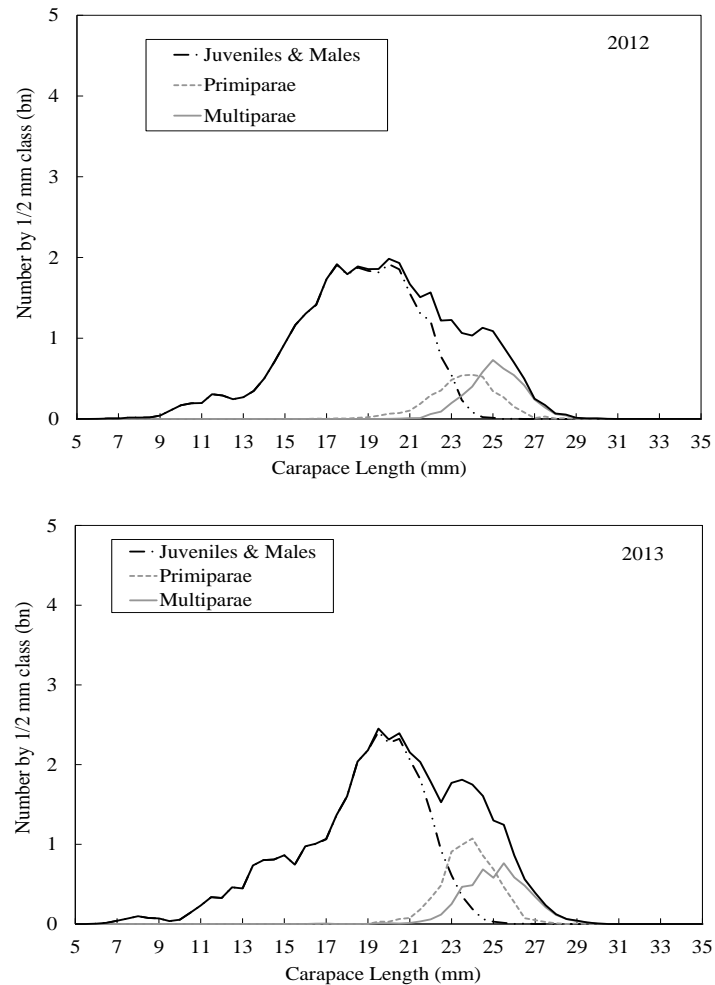 5
4
3
2
1
0
Number by 1/2 mm class (bn)
2012
Juveniles & Males
Primiparae
Multiparae
5 7 9 11 13 15 17 19 21 23 25 27 29 31 33 35
Carapace Length (mm)
5
4
3
2
1
0
Number by 1/2 mm class (bn)
2013
Juveniles & Males
Primiparae
Multiparae
5 7 9 11 13 15 17 19 21 23 25 27 29 31 33 35
Carapace Length (mm)